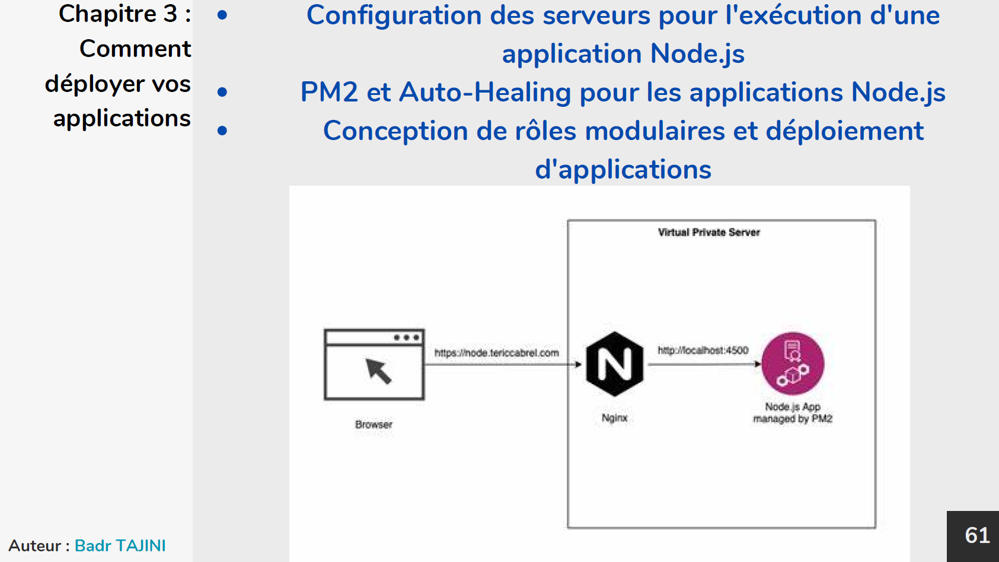 Chapitre 3 :
Comment
déployer vos
applications
• Configuration des serveurs pour l'exécution d'une
application Node.js
• PM2 et Auto-Healing pour les applications Node.js
• Conception de rôles modulaires et déploiement
d'applications
Virtual Private Server
https://node.tericcabrel.com
http://localhost:4500
N
Browser
Nginx
Node.js App
managed by PM2
Auteur : Badr TAJINI
61